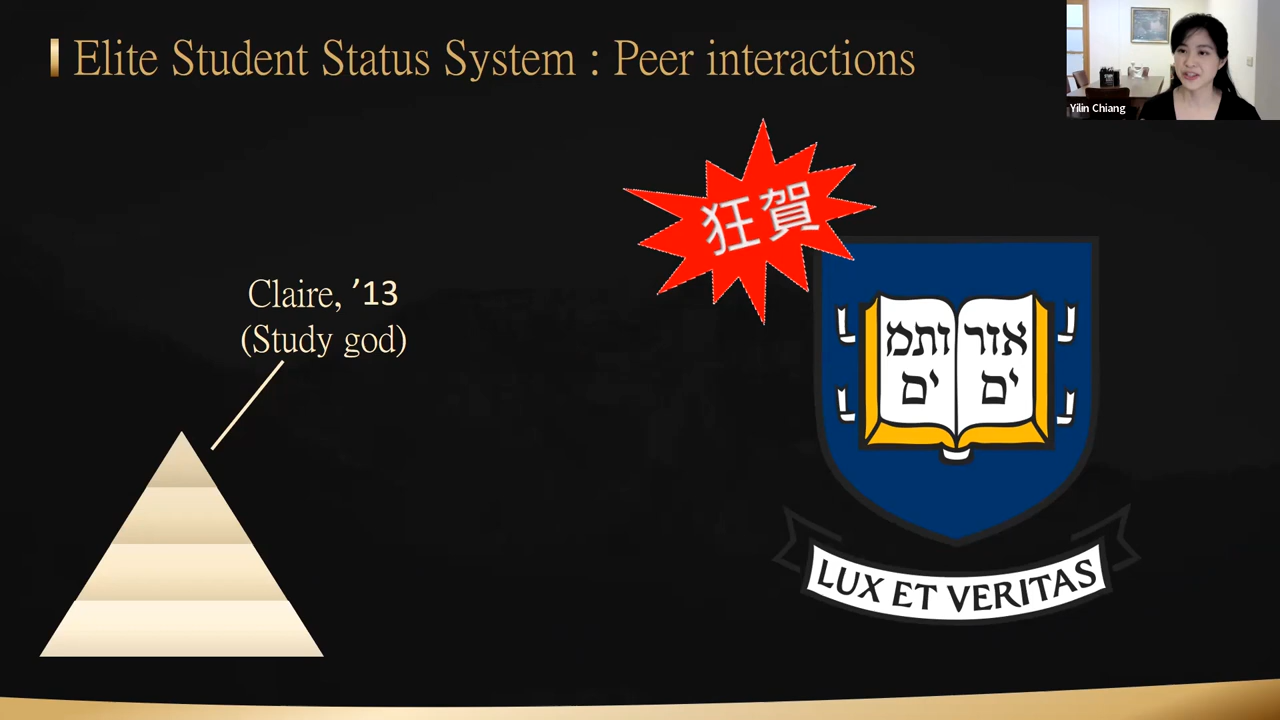 Elite Student Status System : Peer interactions
Yilin Chiang
狂賀
Claire, ’13
(Study god)
אור
ים
ותמ
ים
LUX ET VERITAS